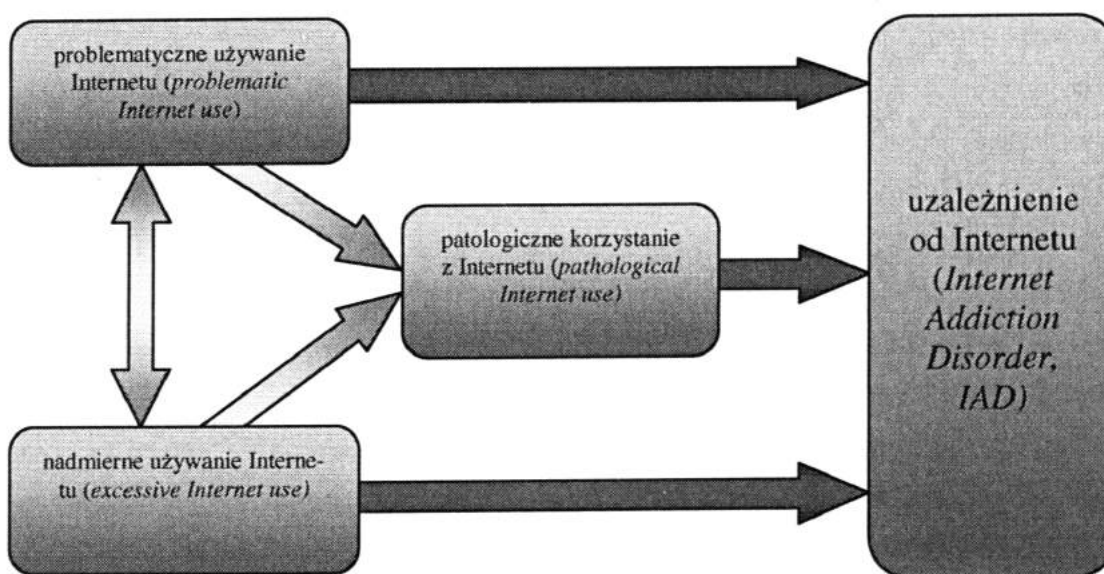 problematyczne używanie
Internetu (problematic
Internet use)
patologiczne korzystanie
z Internetu (pathological
Internet use)
nadmierne używanie Interne-
tu (excessive Internet use)
uzależnienie
od Internetu
(Internet
Addiction
Disorder,
IAD)